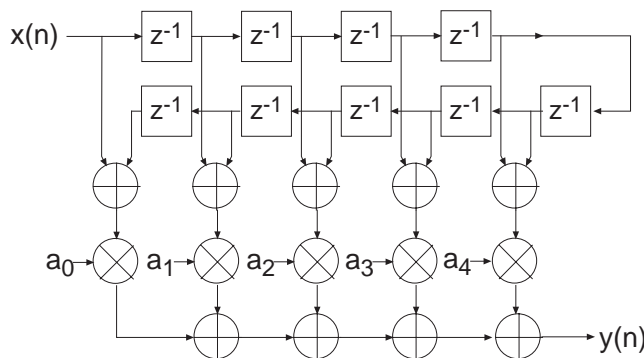 x(n) z⁻¹ z⁻¹ z⁻¹ z⁻¹
z⁻¹ z⁻¹ z⁻¹ z⁻¹ z⁻¹
a₀ a₁ a₂ a₃ a₄
y(n)